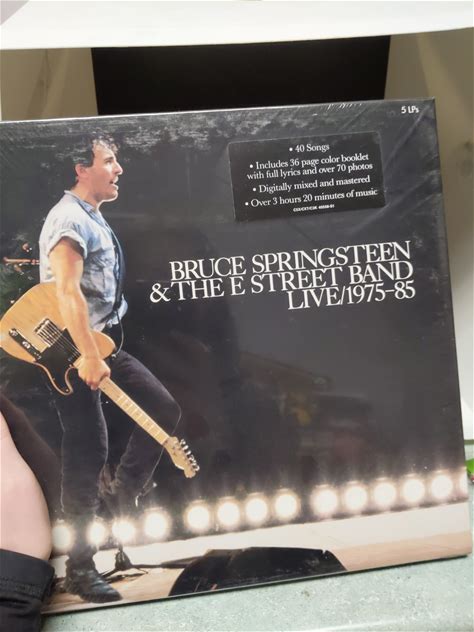 5 LPs
• 40 Songs
• Includes 36 page color booklet
with full lyrics and over 70 photos
• Digitally mixed and mastered
• Over 3 hours 20 minutes of music
BRUCE SPRINGSTEEN
& THE E STREET BAND
LIVE/1975–85